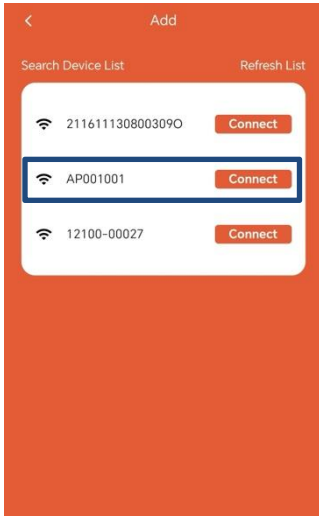 Add
Search Device List Refresh List
211611130800309O Connect
AP001001 Connect
12100-00027 Connect